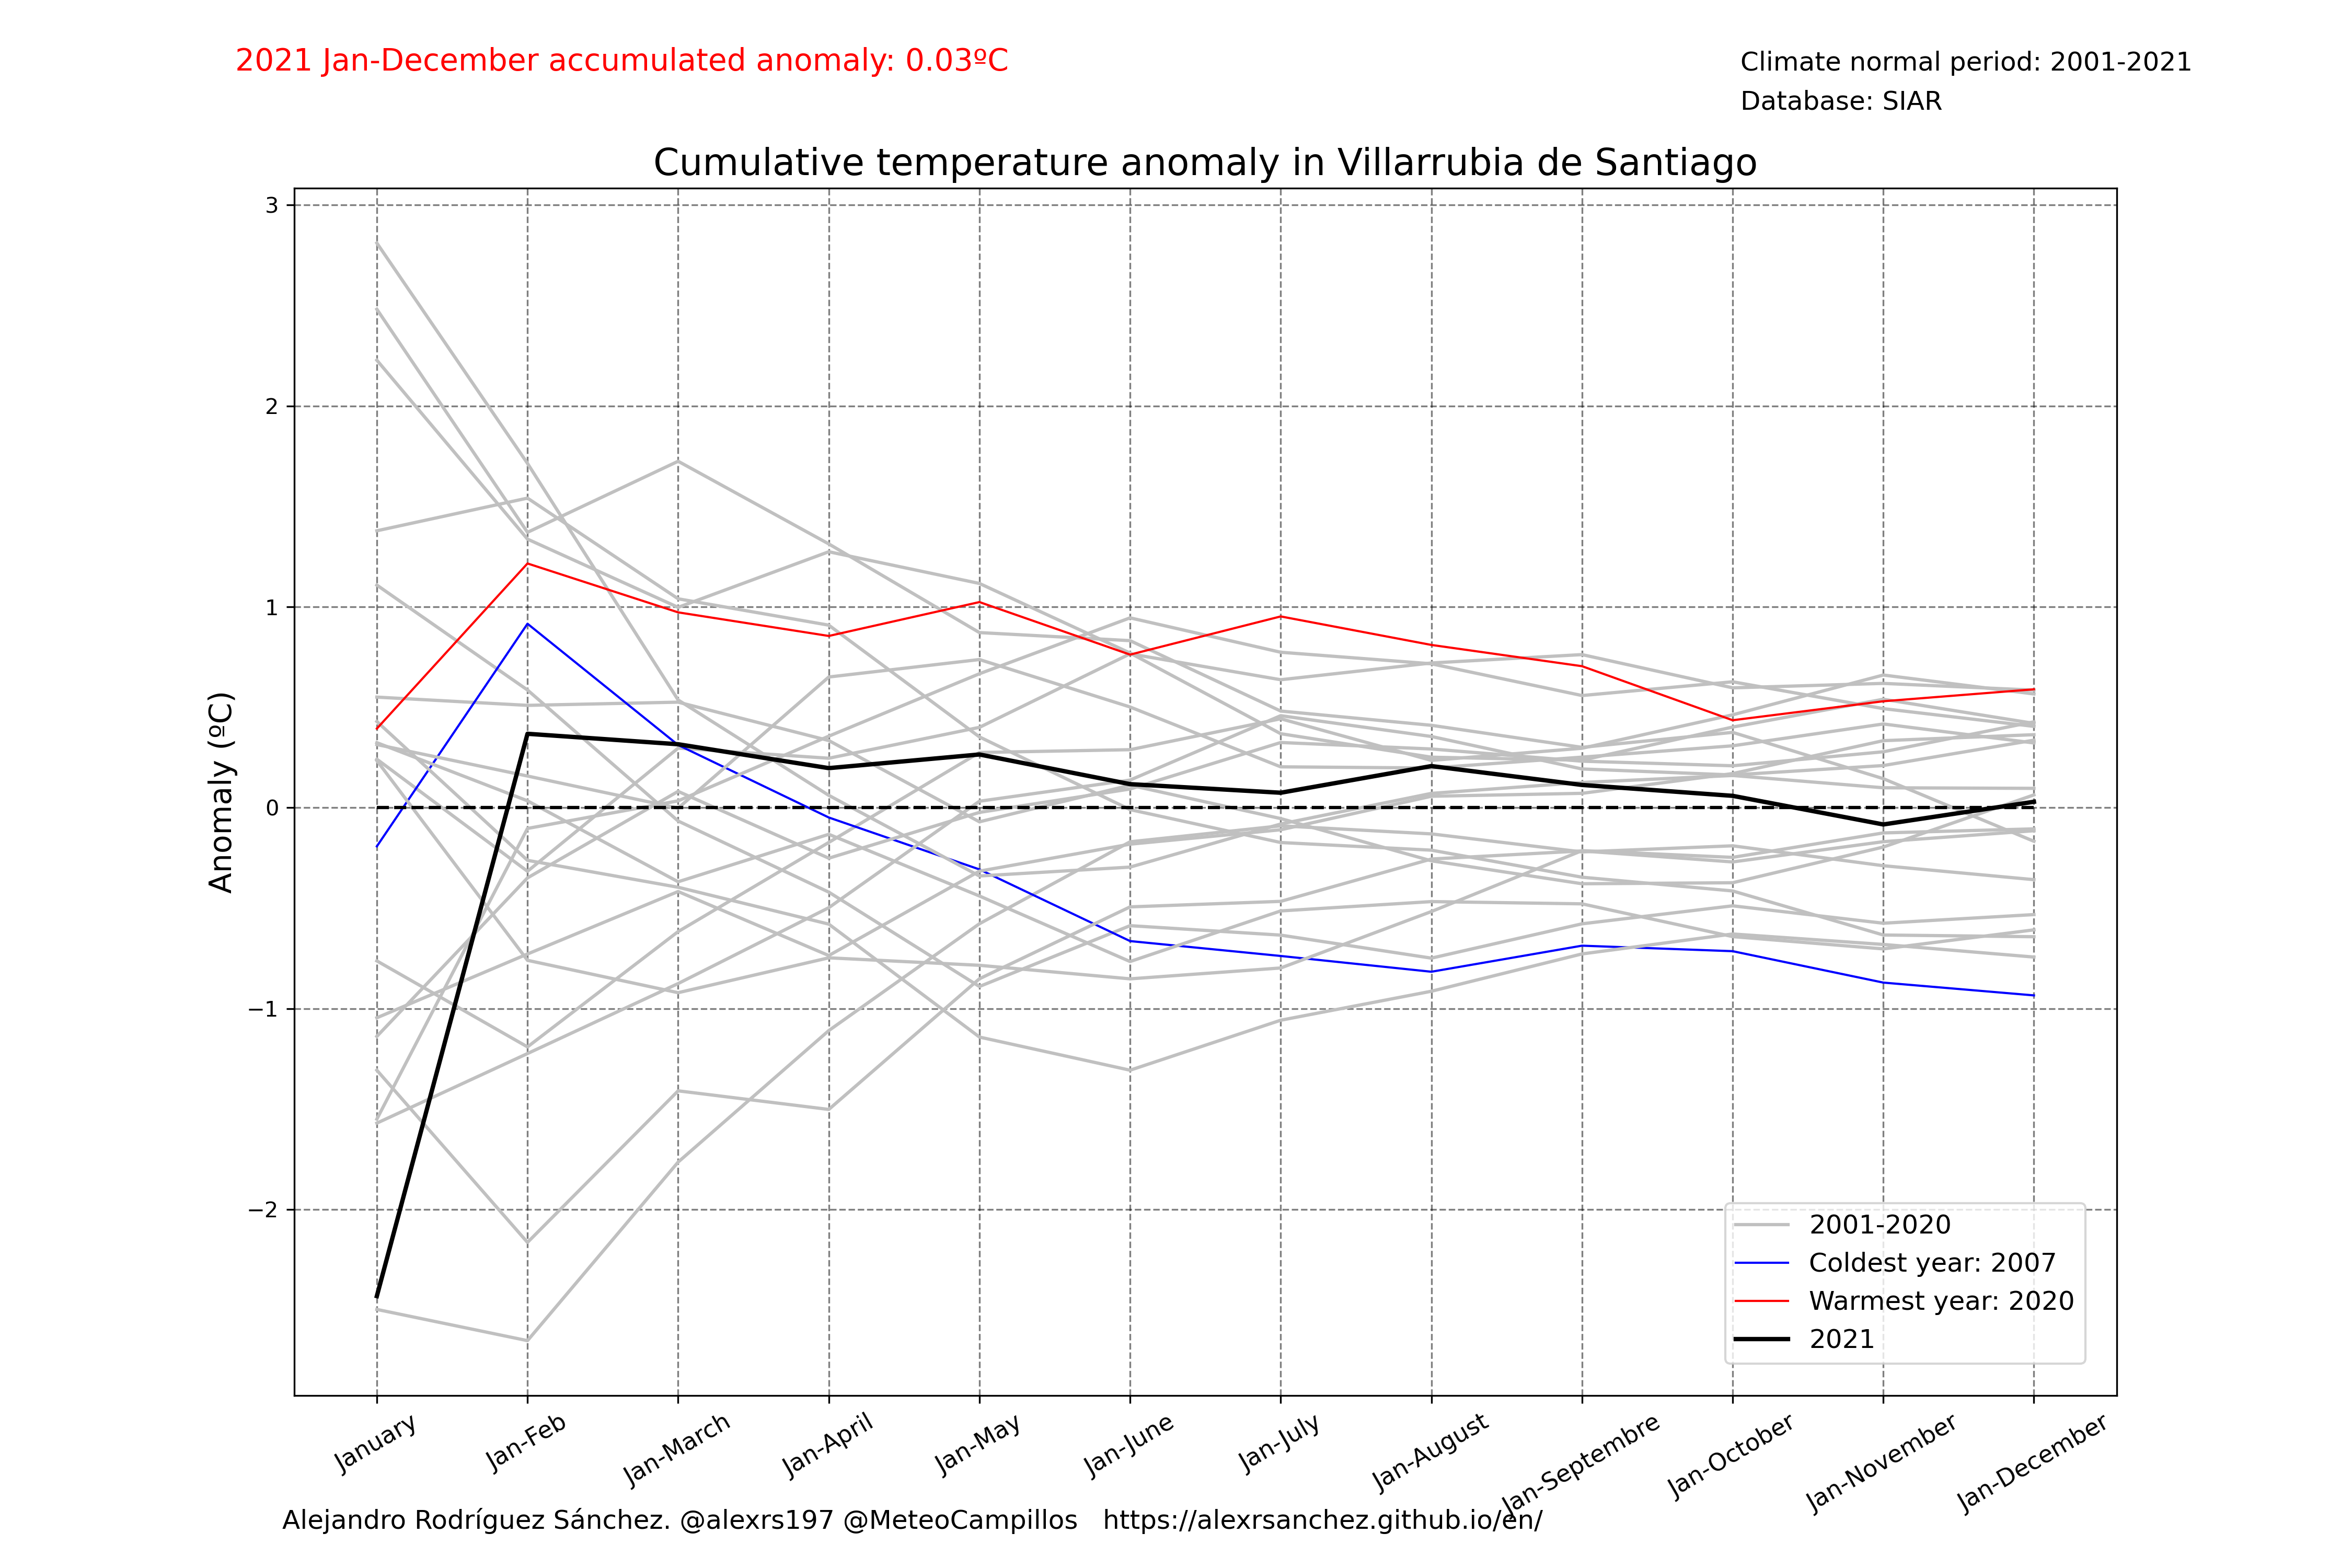 2021 Jan-December accumulated anomaly: 0.03ºC
Climate normal period: 2001-2021
Database: SIAR
Cumulative temperature anomaly in Villarrubia de Santiago
Anomaly (ºC)
3
2
1
0
−1
−2
January
Jan-Feb
Jan-March
Jan-April
Jan-May
Jan-June
Jan-July
Jan-August
Jan-Septembre
Jan-October
Jan-November
Jan-December
2001-2020
Coldest year: 2007
Warmest year: 2020
2021
Alejandro Rodríguez Sánchez. @alexrs197 @MeteoCampillos https://alexrsanchez.github.io/en/